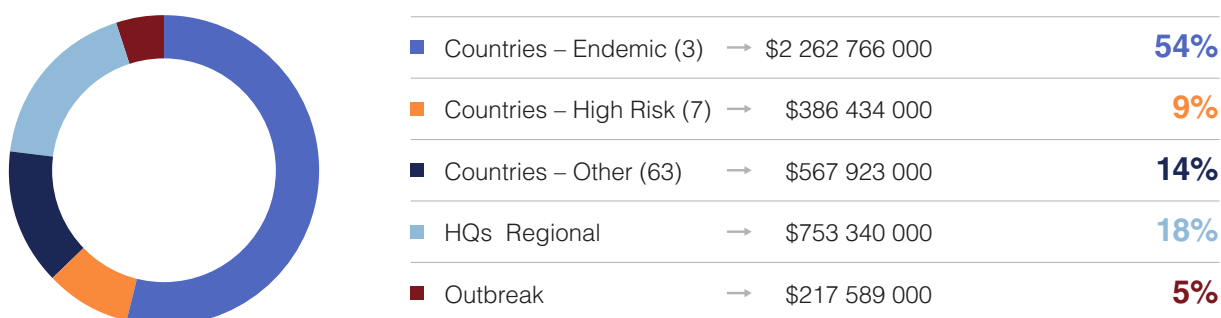 Countries – Endemic (3) → $2 262 766 000 54%
Countries – High Risk (7) → $386 434 000 9%
Countries – Other (63) → $567 923 000 14%
HQs Regional → $753 340 000 18%
Outbreak → $217 589 000 5%